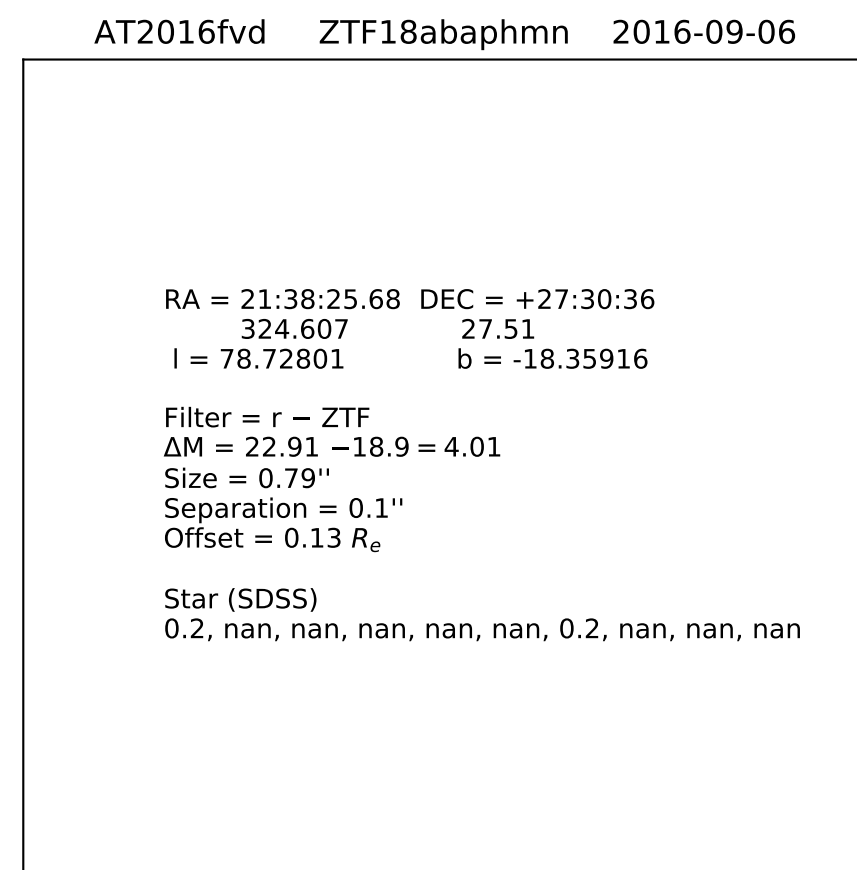 AT2016fvd ZTF18abaphmn 2016-09-06
RA = 21:38:25.68 DEC = +27:30:36
324.607 27.51
l = 78.72801 b = -18.35916
Filter = r − ZTF
ΔM = 22.91 −18.9 = 4.01
Size = 0.79''
Separation = 0.1''
Offset = 0.13 Rₑ
Star (SDSS)
0.2, nan, nan, nan, nan, nan, 0.2, nan, nan, nan